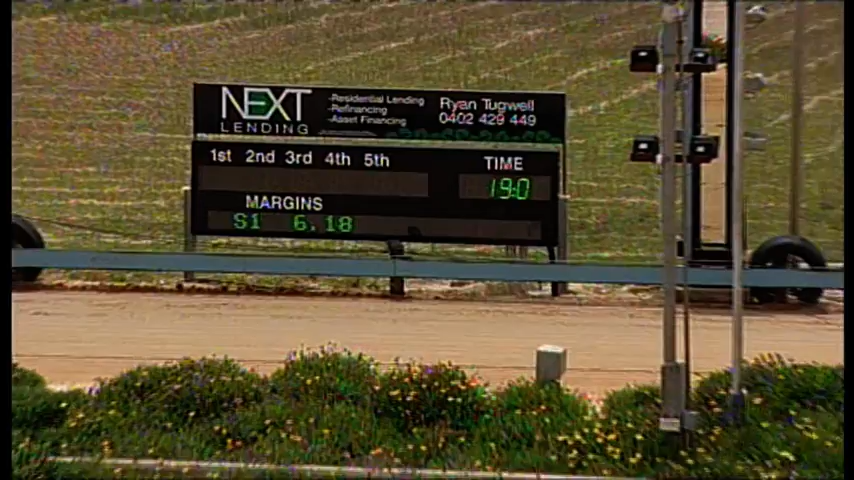 NEXT
LENDING
-Residential Lending
-Refinancing
-Asset Financing
Ryan Tugwell
0402 429 449
1st 2nd 3rd 4th 5th
TIME
19:0
MARGINS
S1 6.18